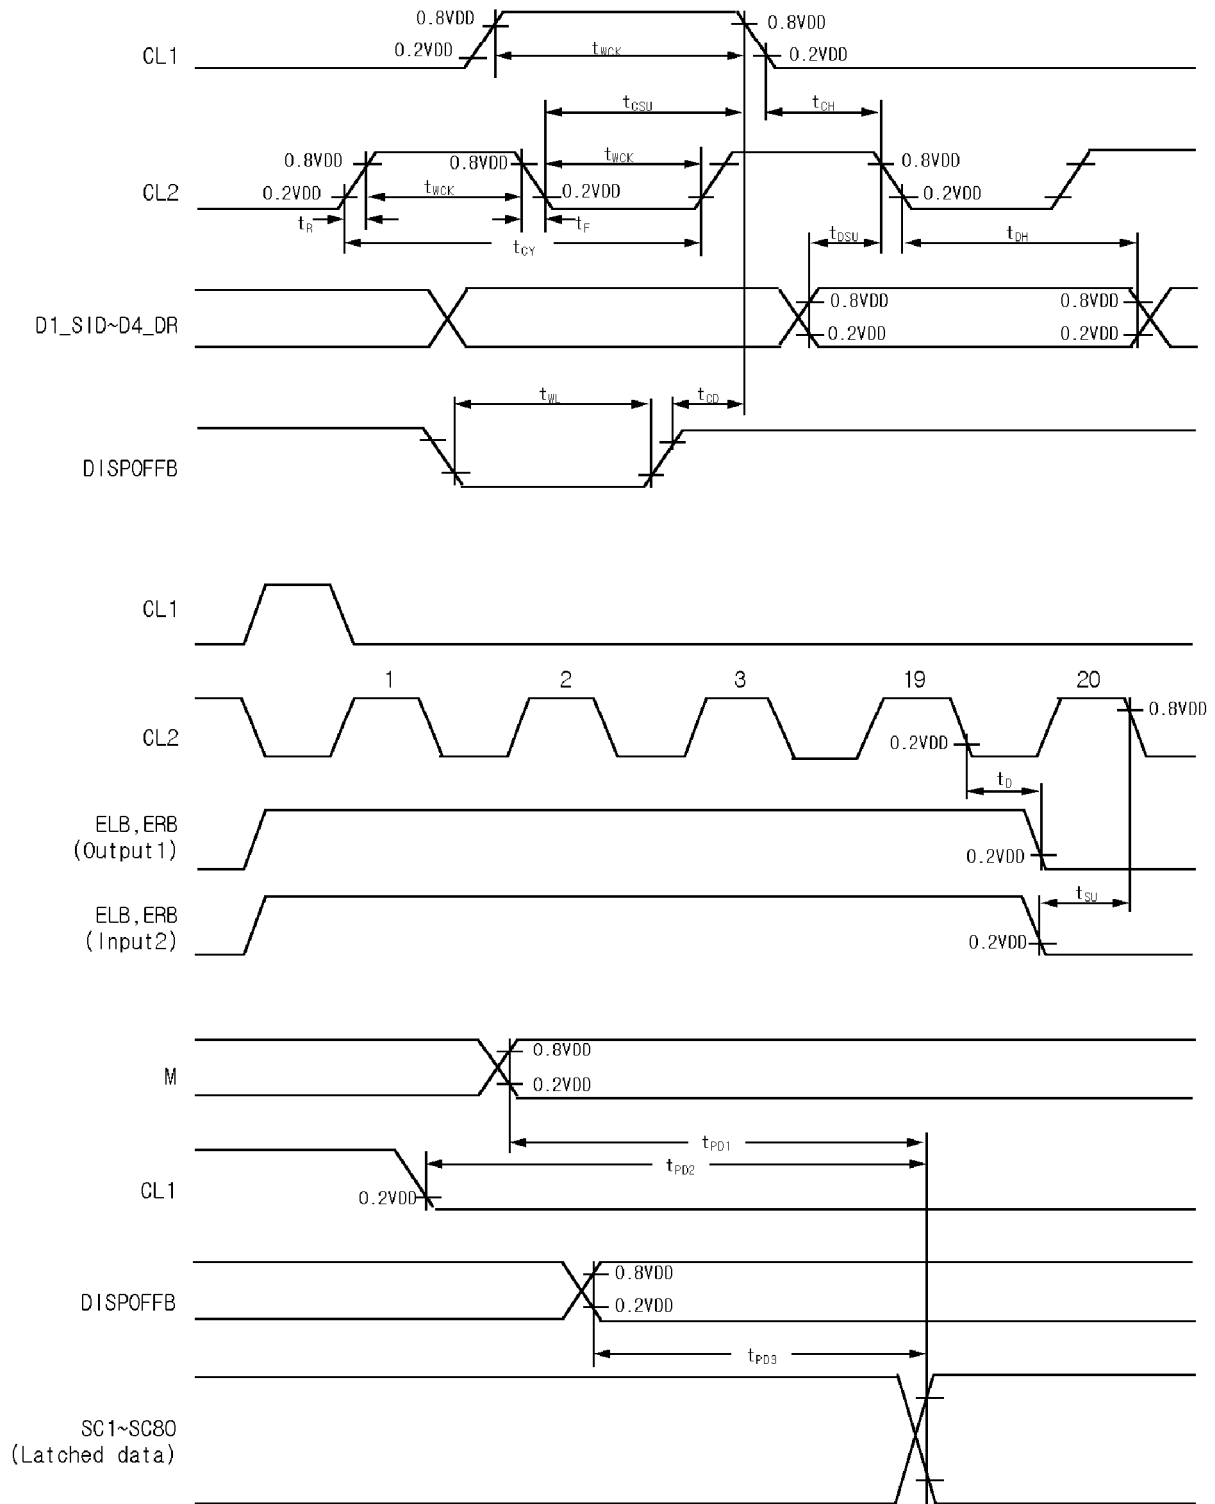 0.8VDD 0.8VDD
CL1 0.2VDD tWCK 0.2VDD
tCSU tCH
0.8VDD 0.8VDD tWCK 0.8VDD
CL2 0.2VDD tWCK 0.2VDD 0.2VDD
tR tF
tCY tDSU tDH
0.8VDD 0.8VDD
D1_SID~D4_DR 0.2VDD 0.2VDD
tWL tCD
DISPOFFB
CL1
1 2 3 19 20
0.8VDD
CL2 0.2VDD
tD
ELB,ERB
(Output1) 0.2VDD
tSU
ELB,ERB
(Input2) 0.2VDD
0.8VDD
M 0.2VDD
tPD1
tPD2
CL1 0.2VDD
0.8VDD
DISPOFFB 0.2VDD
tPD3
SC1~SC80
(Latched data)